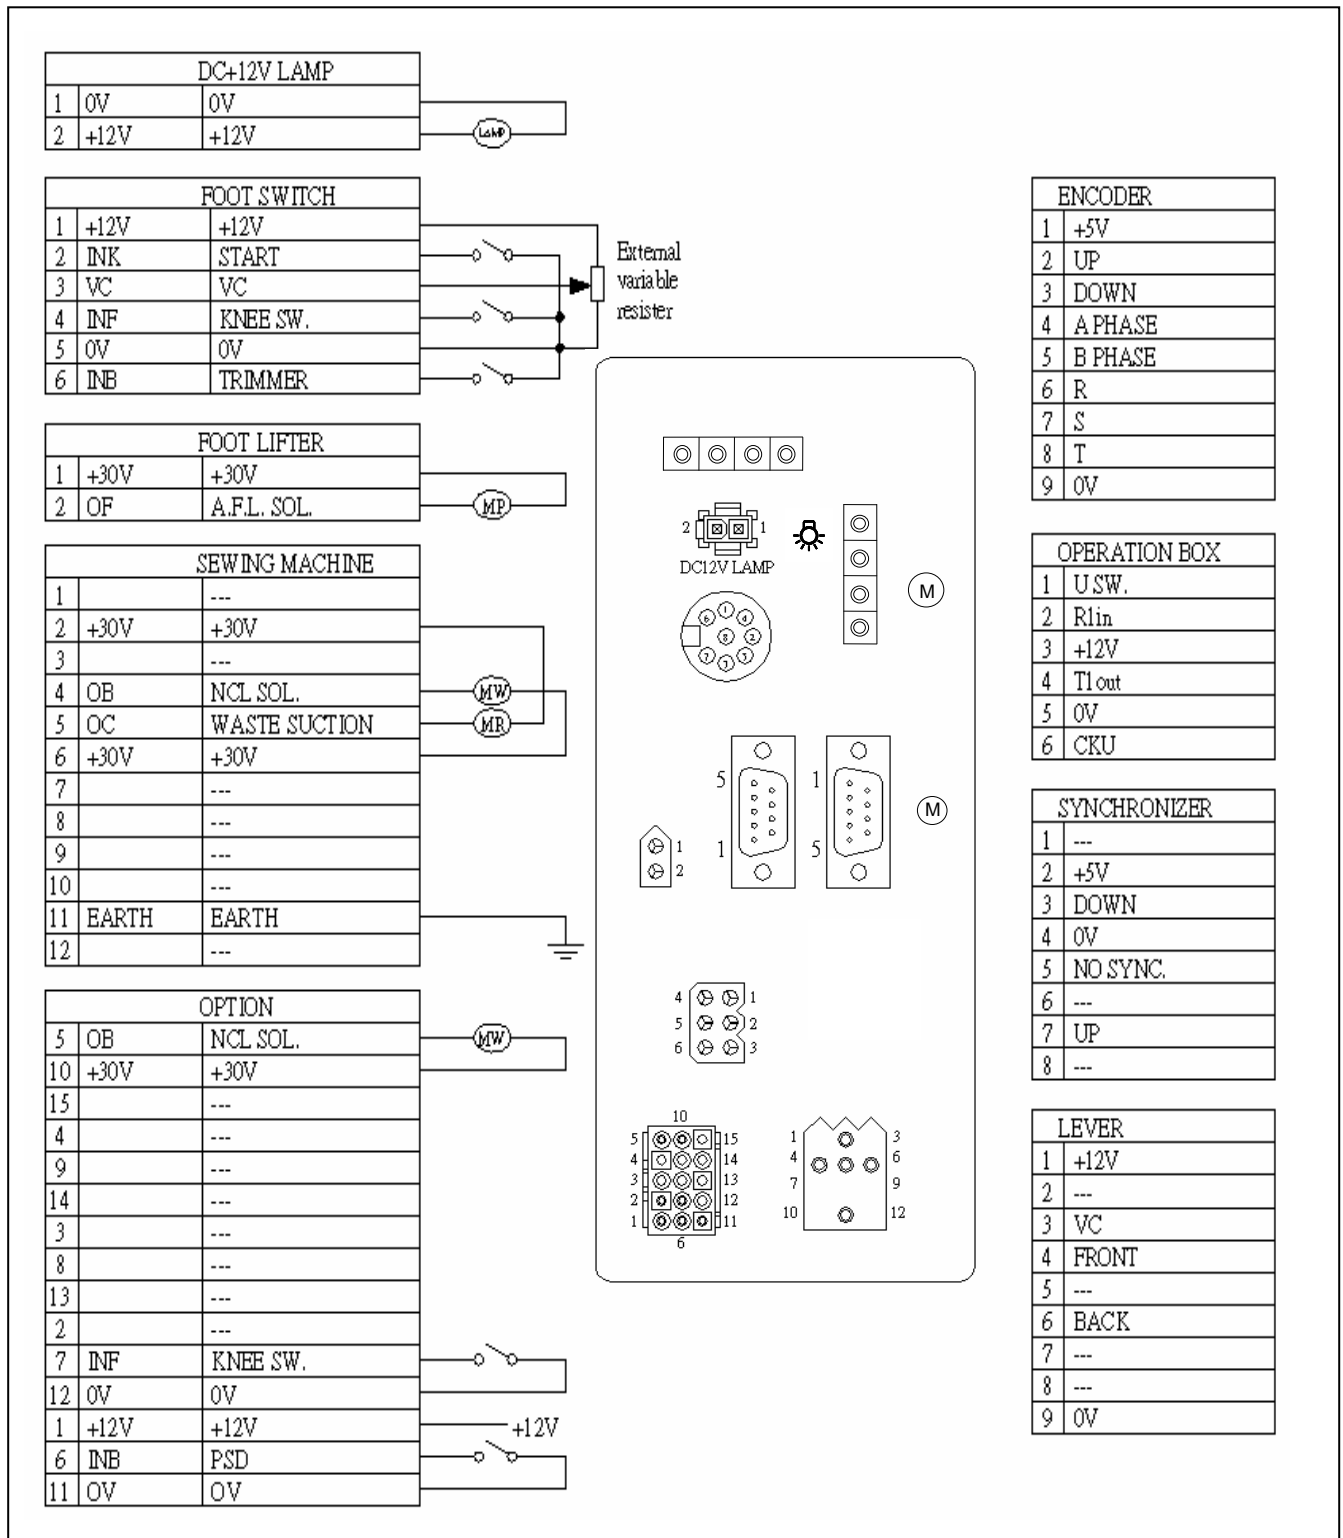 DC+12V LAMP
1 0V 0V
2 +12V +12V
LAMP
FOOT SWITCH
1 +12V +12V
2 INK START
3 VC VC
4 INF KNEE SW.
5 0V 0V
6 INB TRIMMER
External
variable
resister
FOOT LIFTER
1 +30V +30V
2 OF A.F.L. SOL.
MP
SEWING MACHINE
1 ---
2 +30V +30V
3 ---
4 OB NCL SOL.
MW
5 OC WASTE SUCTION
MR
6 +30V +30V
7 ---
8 ---
9 ---
10 ---
11 EARTH EARTH
12 ---
OPTION
5 OB NCL SOL.
MW
10 +30V +30V
15 ---
4 ---
9 ---
14 ---
3 ---
8 ---
13 ---
2 ---
7 INF KNEE SW.
12 0V 0V
1 +12V +12V
+12V
6 INB PSD
11 OV OV
2 1
DC12V LAMP
M
1
6 4
8 2
7 3 5
5 1
M
1 5
1
2
4 1
5 2
6 3
10
5 15
4 14
3 13
2 12
1 11
6
1 3
4 6
7 9
10 12
ENCODER
1 +5V
2 UP
3 DOWN
4 A PHASE
5 B PHASE
6 R
7 S
8 T
9 0V
OPERATION BOX
1 U SW.
2 R1in
3 +12V
4 T1out
5 0V
6 CKU
SYNCHRONIZER
1 ---
2 +5V
3 DOWN
4 0V
5 NO SYNC.
6 ---
7 UP
8 ---
LEVER
1 +12V
2 ---
3 VC
4 FRONT
5 ---
6 BACK
7 ---
8 ---
9 0V